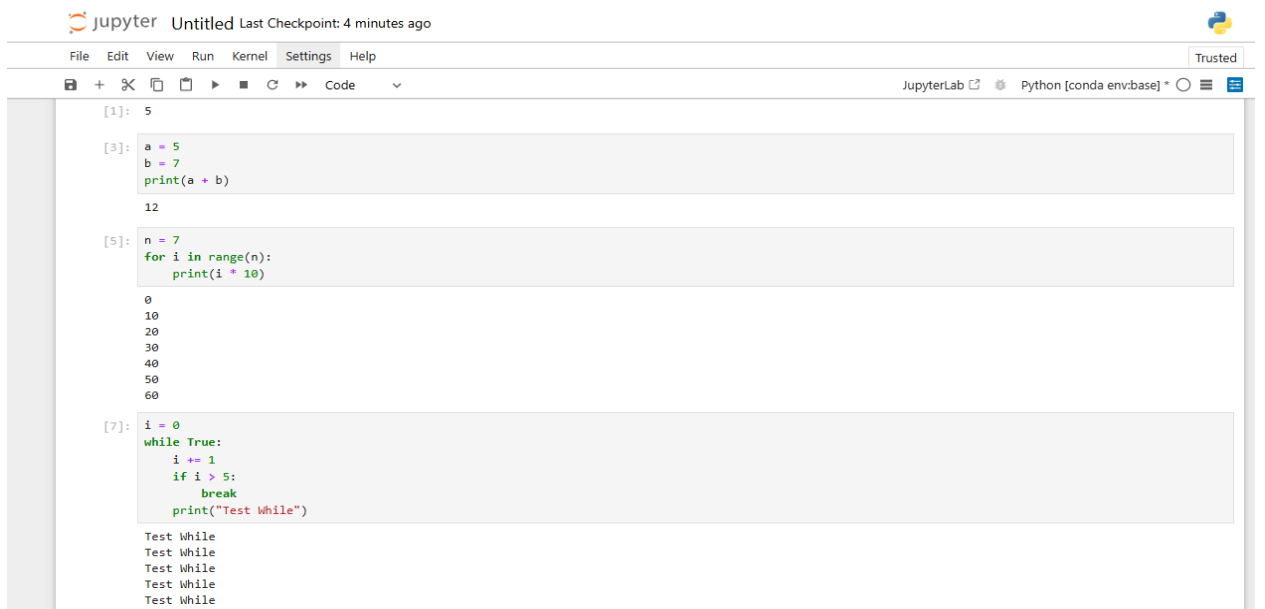 jupyter Untitled Last Checkpoint: 4 minutes ago
File Edit View Run Kernel Settings Help
Trusted
Code
JupyterLab Python [conda env:base] *
[1]: 5
[3]: a = 5
b = 7
print(a + b)
12
[5]: n = 7
for i in range(n):
    print(i * 10)
0
10
20
30
40
50
60
[7]: i = 0
while True:
    i += 1
    if i > 5:
        break
    print("Test While")
Test While
Test While
Test While
Test While
Test While